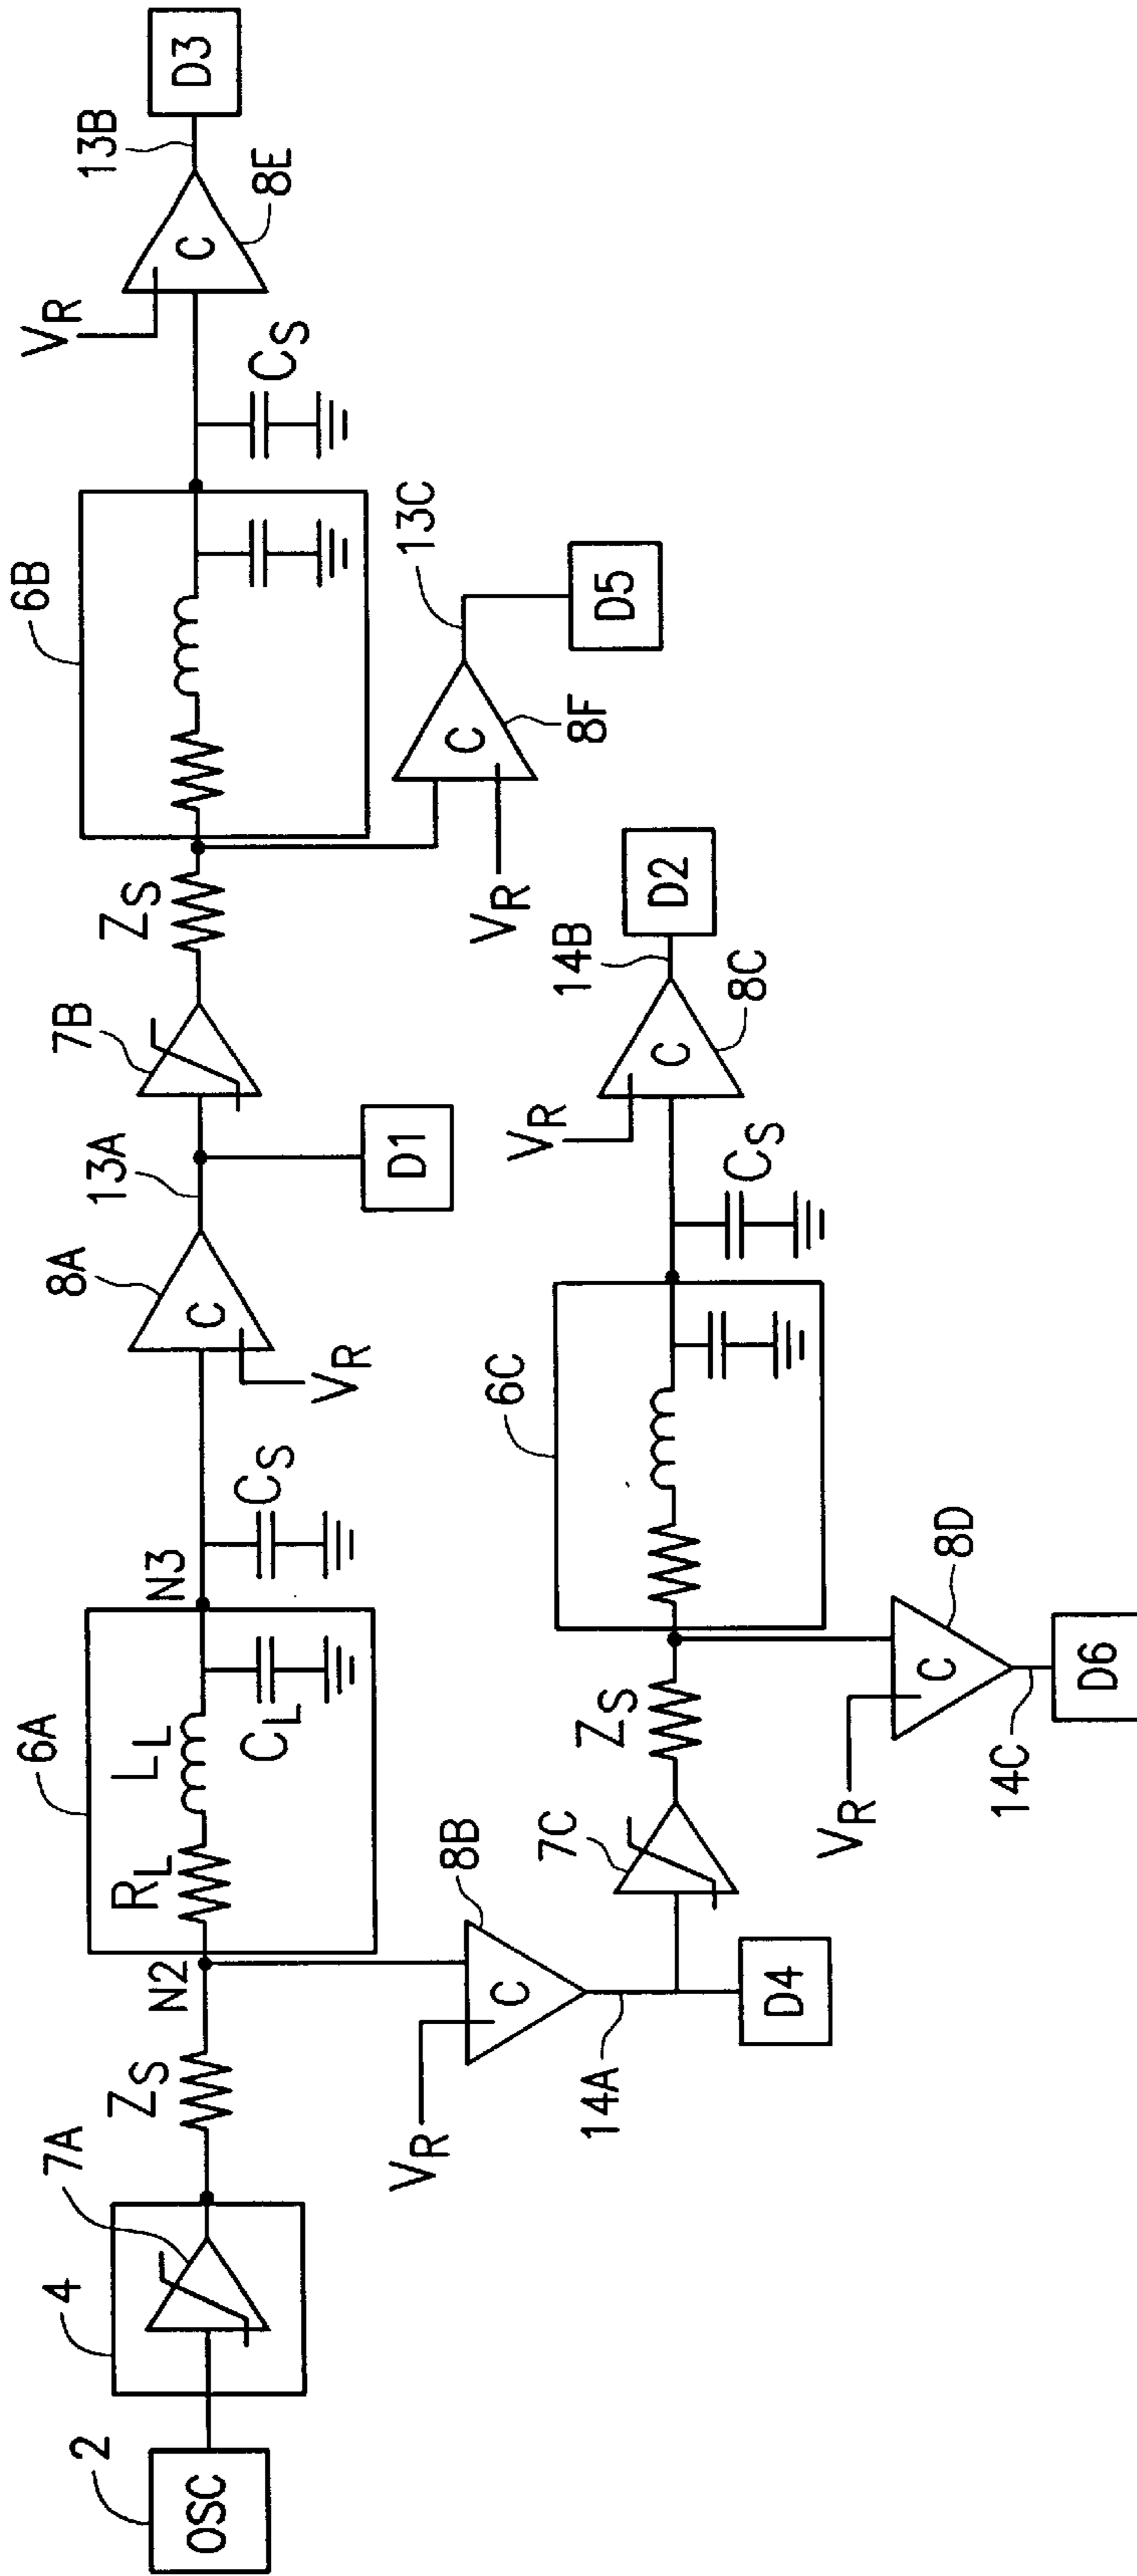 2
OSC
4
7A
ZS
N2
6A
RL
LL
CL
N3
CS
8A
C
VR
13A
D1
7B
ZS
6B
CS
VR
C
8E
13B
D3
VR
C
8F
13C
D5
VR
C
8B
14A
D4
7C
ZS
6C
CS
VR
C
8C
14B
D2
VR
C
8D
14C
D6